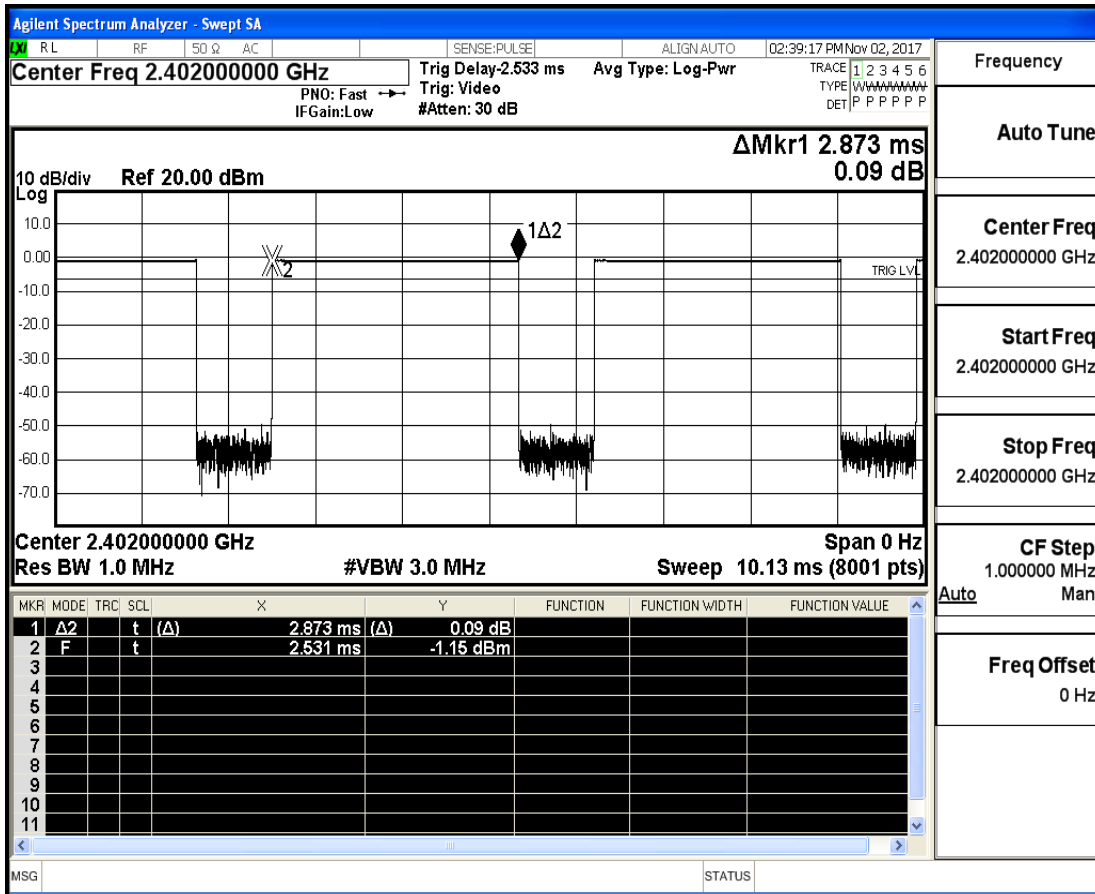 Agilent Spectrum Analyzer - Swept SA
LXI RL RF 50 Ω AC SENSE:PULSE ALIGN AUTO 02:39:17 PM Nov 02, 2017
Center Freq 2.402000000 GHz
PNO: Fast
IFGain:Low
Trig Delay-2.533 ms
Trig: Video
#Atten: 30 dB
Avg Type: Log-Pwr
TRACE 1 2 3 4 5 6
TYPE
DET P P P P P P
ΔMkr1 2.873 ms
0.09 dB
10 dB/div Ref 20.00 dBm
Log
10.0
0.00
-10.0
-20.0
-30.0
-40.0
-50.0
-60.0
-70.0
2
1Δ2
TRIG LVL
Center 2.402000000 GHz Span 0 Hz
Res BW 1.0 MHz #VBW 3.0 MHz Sweep 10.13 ms (8001 pts)
MKR MODE TRC SCL X Y FUNCTION FUNCTION WIDTH FUNCTION VALUE
1 Δ2 t (Δ) 2.873 ms (Δ) 0.09 dB
2 F t 2.531 ms -1.15 dBm
3
4
5
6
7
8
9
10
11
MSG STATUS
Frequency
Auto Tune
Center Freq
2.402000000 GHz
Start Freq
2.402000000 GHz
Stop Freq
2.402000000 GHz
CF Step
1.000000 MHz
Auto Man
Freq Offset
0 Hz